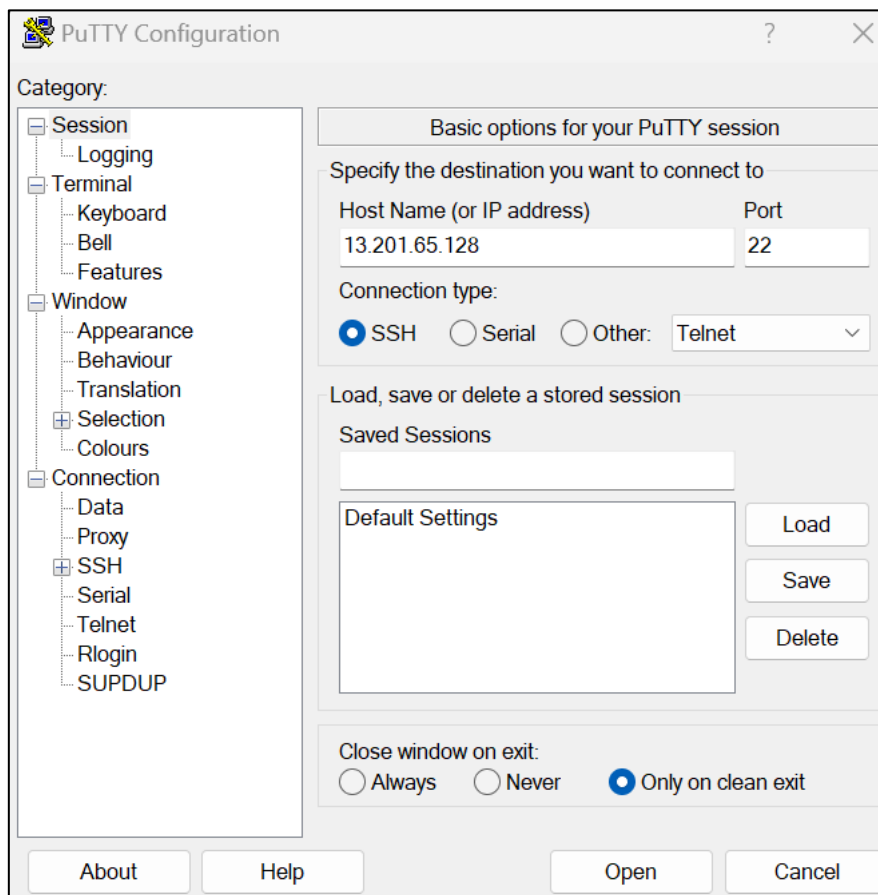 PuTTY Configuration
?
Category:
Session
Logging
Terminal
Keyboard
Bell
Features
Window
Appearance
Behaviour
Translation
Selection
Colours
Connection
Data
Proxy
SSH
Serial
Telnet
Rlogin
SUPDUP
Basic options for your PuTTY session
Specify the destination you want to connect to
Host Name (or IP address) Port
13.201.65.128 22
Connection type:
SSH Serial Other: Telnet
Load, save or delete a stored session
Saved Sessions
Default Settings
Load
Save
Delete
Close window on exit:
Always Never Only on clean exit
About Help Open Cancel